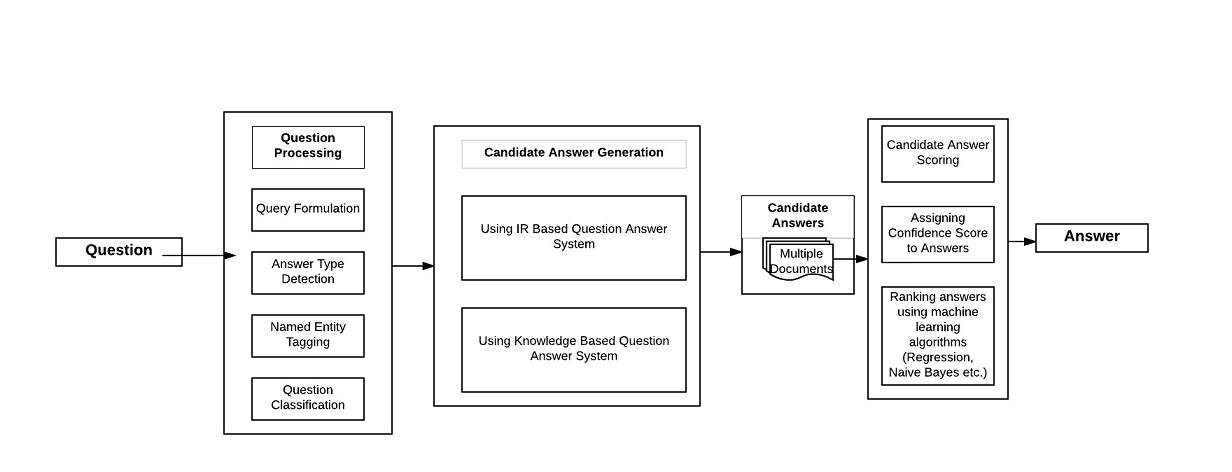 Question
Question
Processing
Query Formulation
Answer Type
Detection
Named Entity
Tagging
Question
Classification
Candidate Answer Generation
Using IR Based Question Answer
System
Using Knowledge Based Question
Answer System
Candidate
Answers
Multiple
Documents
Candidate Answer
Scoring
Assigning
Confidence Score
to Answers
Ranking answers
using machine
learning
algorithms
(Regression,
Naive Bayes etc.)
Answer